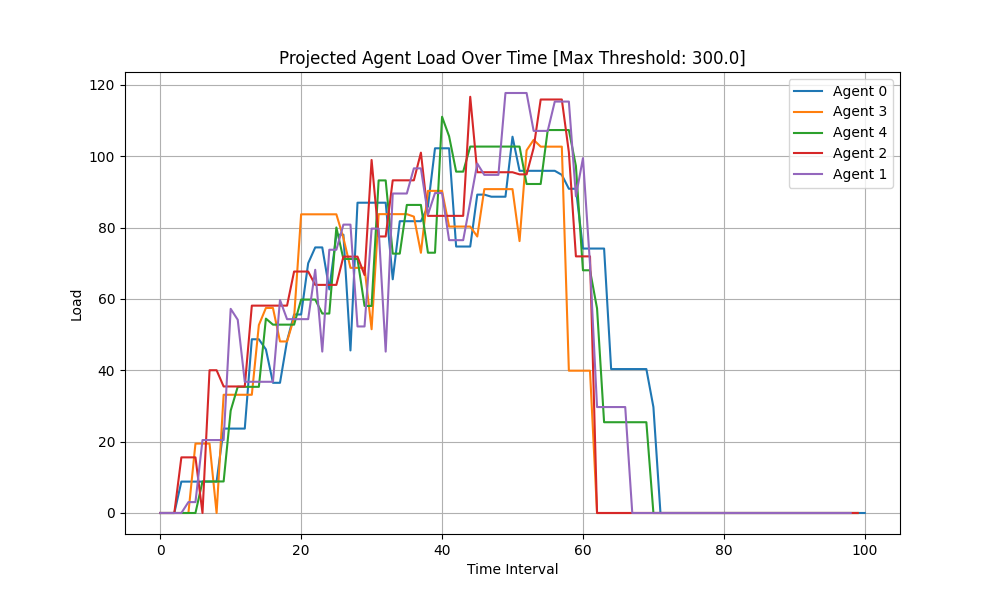 Projected Agent Load Over Time [Max Threshold: 300.0]
120
100
80
60
40
20
0
Load
0
20
40
60
80
100
Time Interval
Agent 0
Agent 3
Agent 4
Agent 2
Agent 1